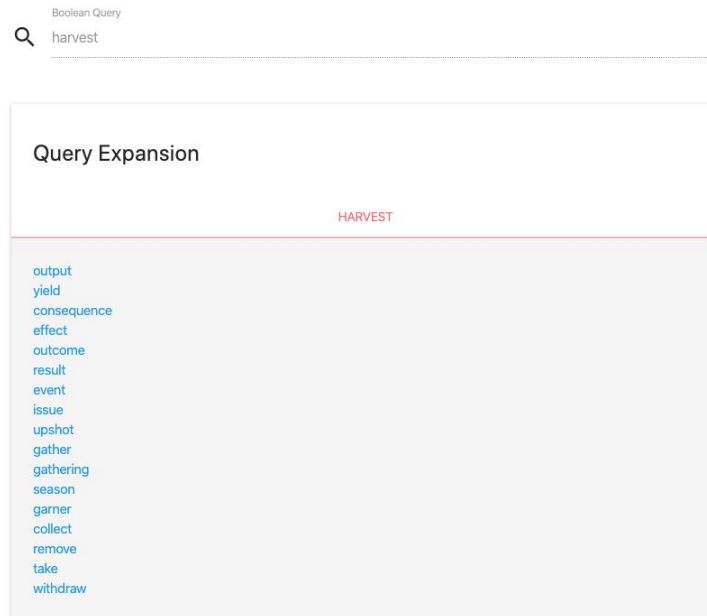 Boolean Query
harvest
Query Expansion
HARVEST
output
yield
consequence
effect
outcome
result
event
issue
upshot
gather
gathering
season
garner
collect
remove
take
withdraw